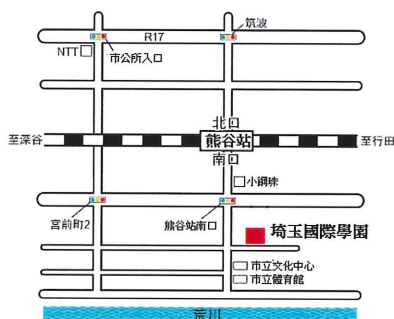 筑波
R17
NTT
市公所入口
北口
至深谷
熊谷站
至行田
南口
小鋼珠
宮前町2
熊谷站南口
埼玉國際學園
市立文化中心
市立體育館
荒川